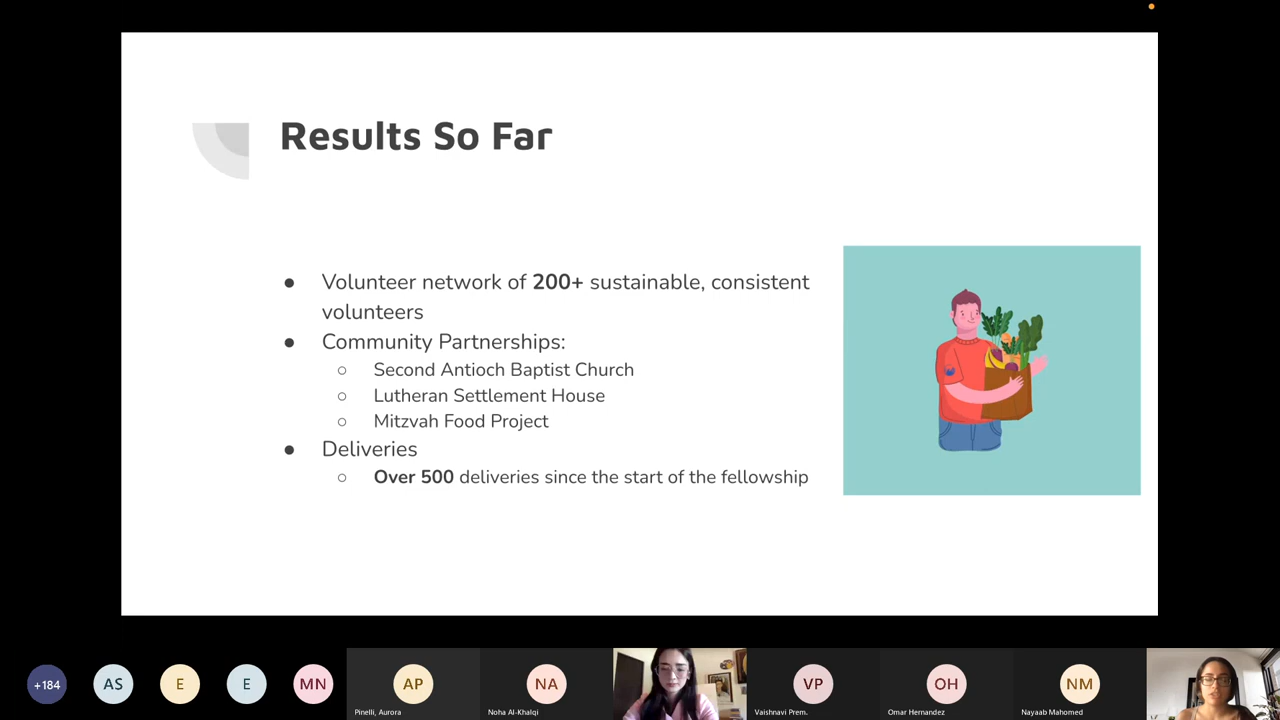 Results So Far
● Volunteer network of 200+ sustainable, consistent
volunteers
● Community Partnerships:
○ Second Antioch Baptist Church
○ Lutheran Settlement House
○ Mitzvah Food Project
● Deliveries
○ Over 500 deliveries since the start of the fellowship
+184
AS
E
E
MN
AP
NA
VP
OH
NM
Pinelli, Aurora
Noha Al-Khalqi
Vaishnavi Prem.
Omar Hernandez
Nayaab Mahomed